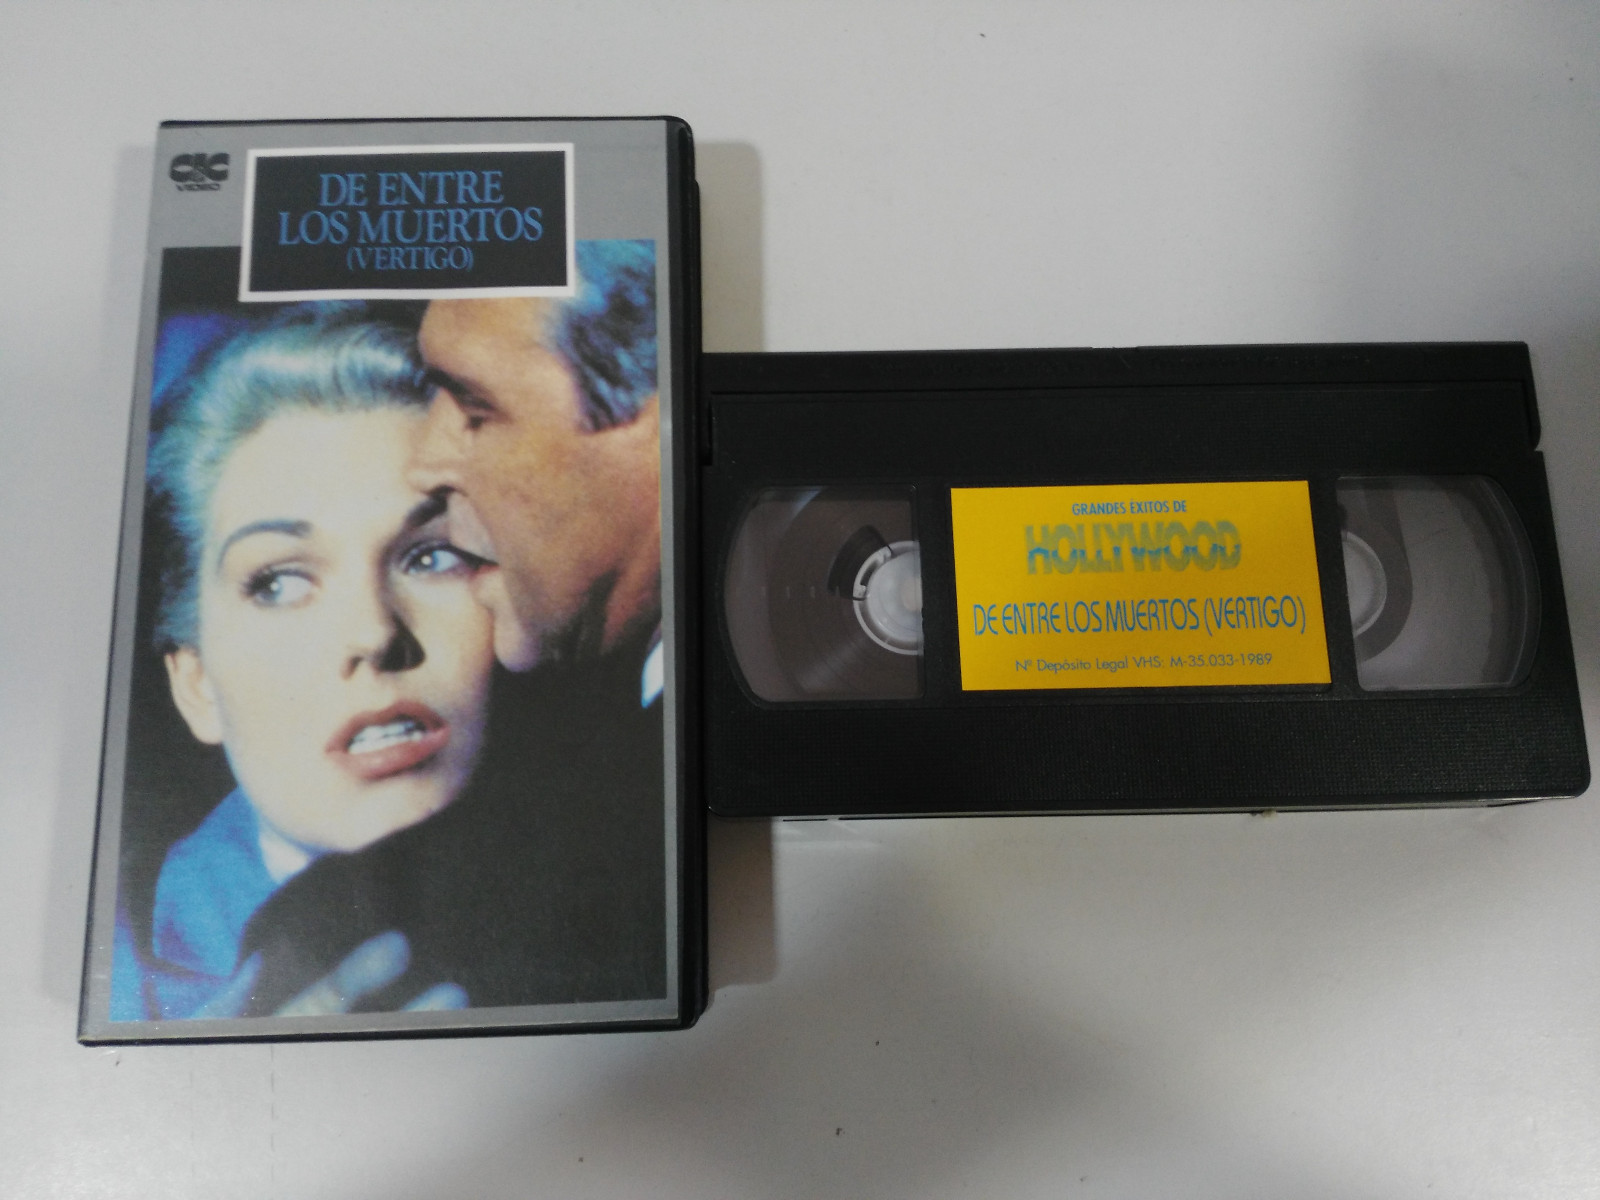 CIC
VIDEO
DE ENTRE
LOS MUERTOS
(VERTIGO)
GRANDES ÉXITOS DE
HOLLYWOOD
DE ENTRE LOS MUERTOS (VERTIGO)
Nº Depósito Legal VHS: M-35.033-1989